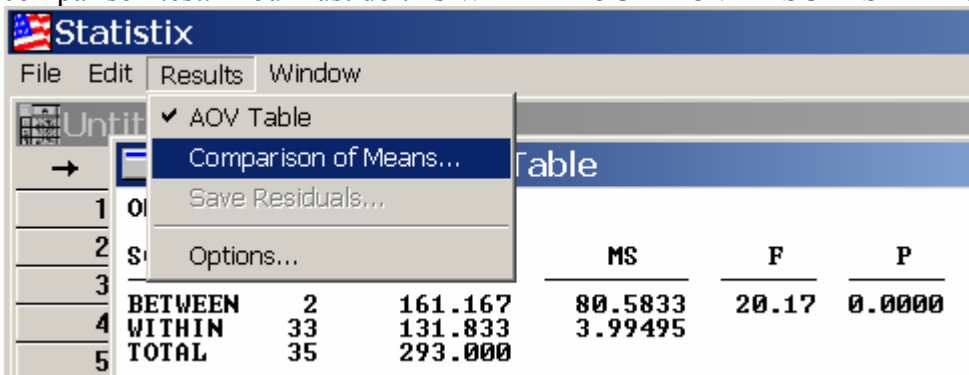 Statistix
File Edit Results Window
AOV Table
Comparison of Means...
Table
Save Residuals...
Options...
MS F P
1
2
3
4
5
BETWEEN 2 161.167 80.5833 20.17 0.0000
WITHIN 33 131.833 3.99495
TOTAL 35 293.000